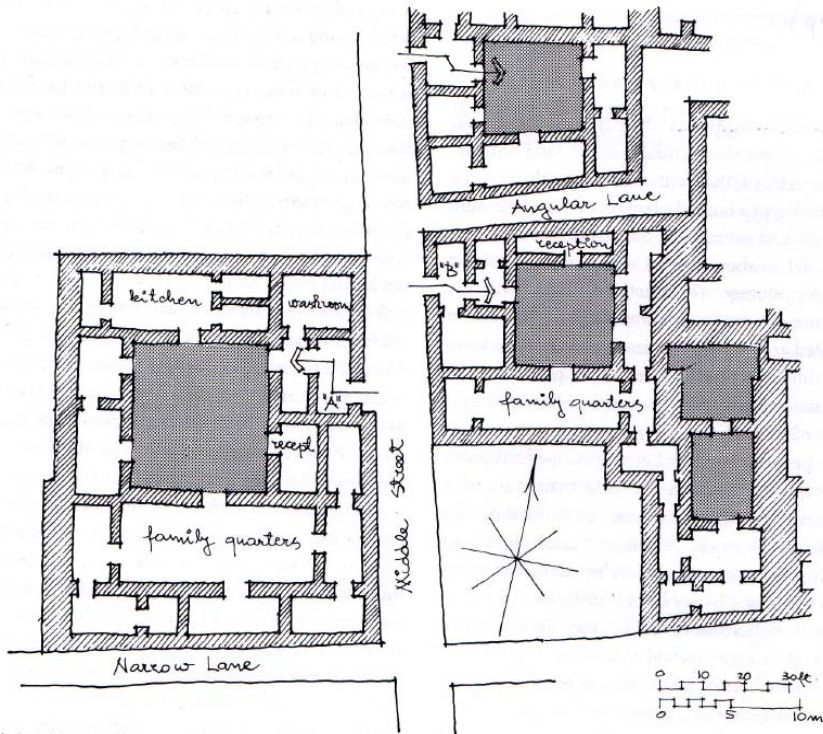 Angular Lane
reception
"B"
kitchen
washroom
"A"
family quarters
recept.
Middle Street
family quarters
Narrow Lane
0 10 20 30ft
0 5 10m